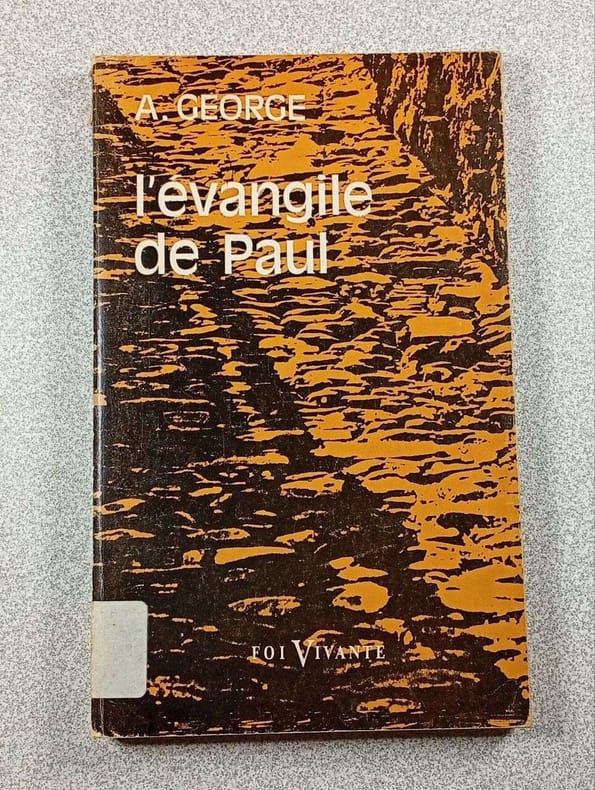 A. GEORGE
l'évangile
de Paul
FOI VIVANTE